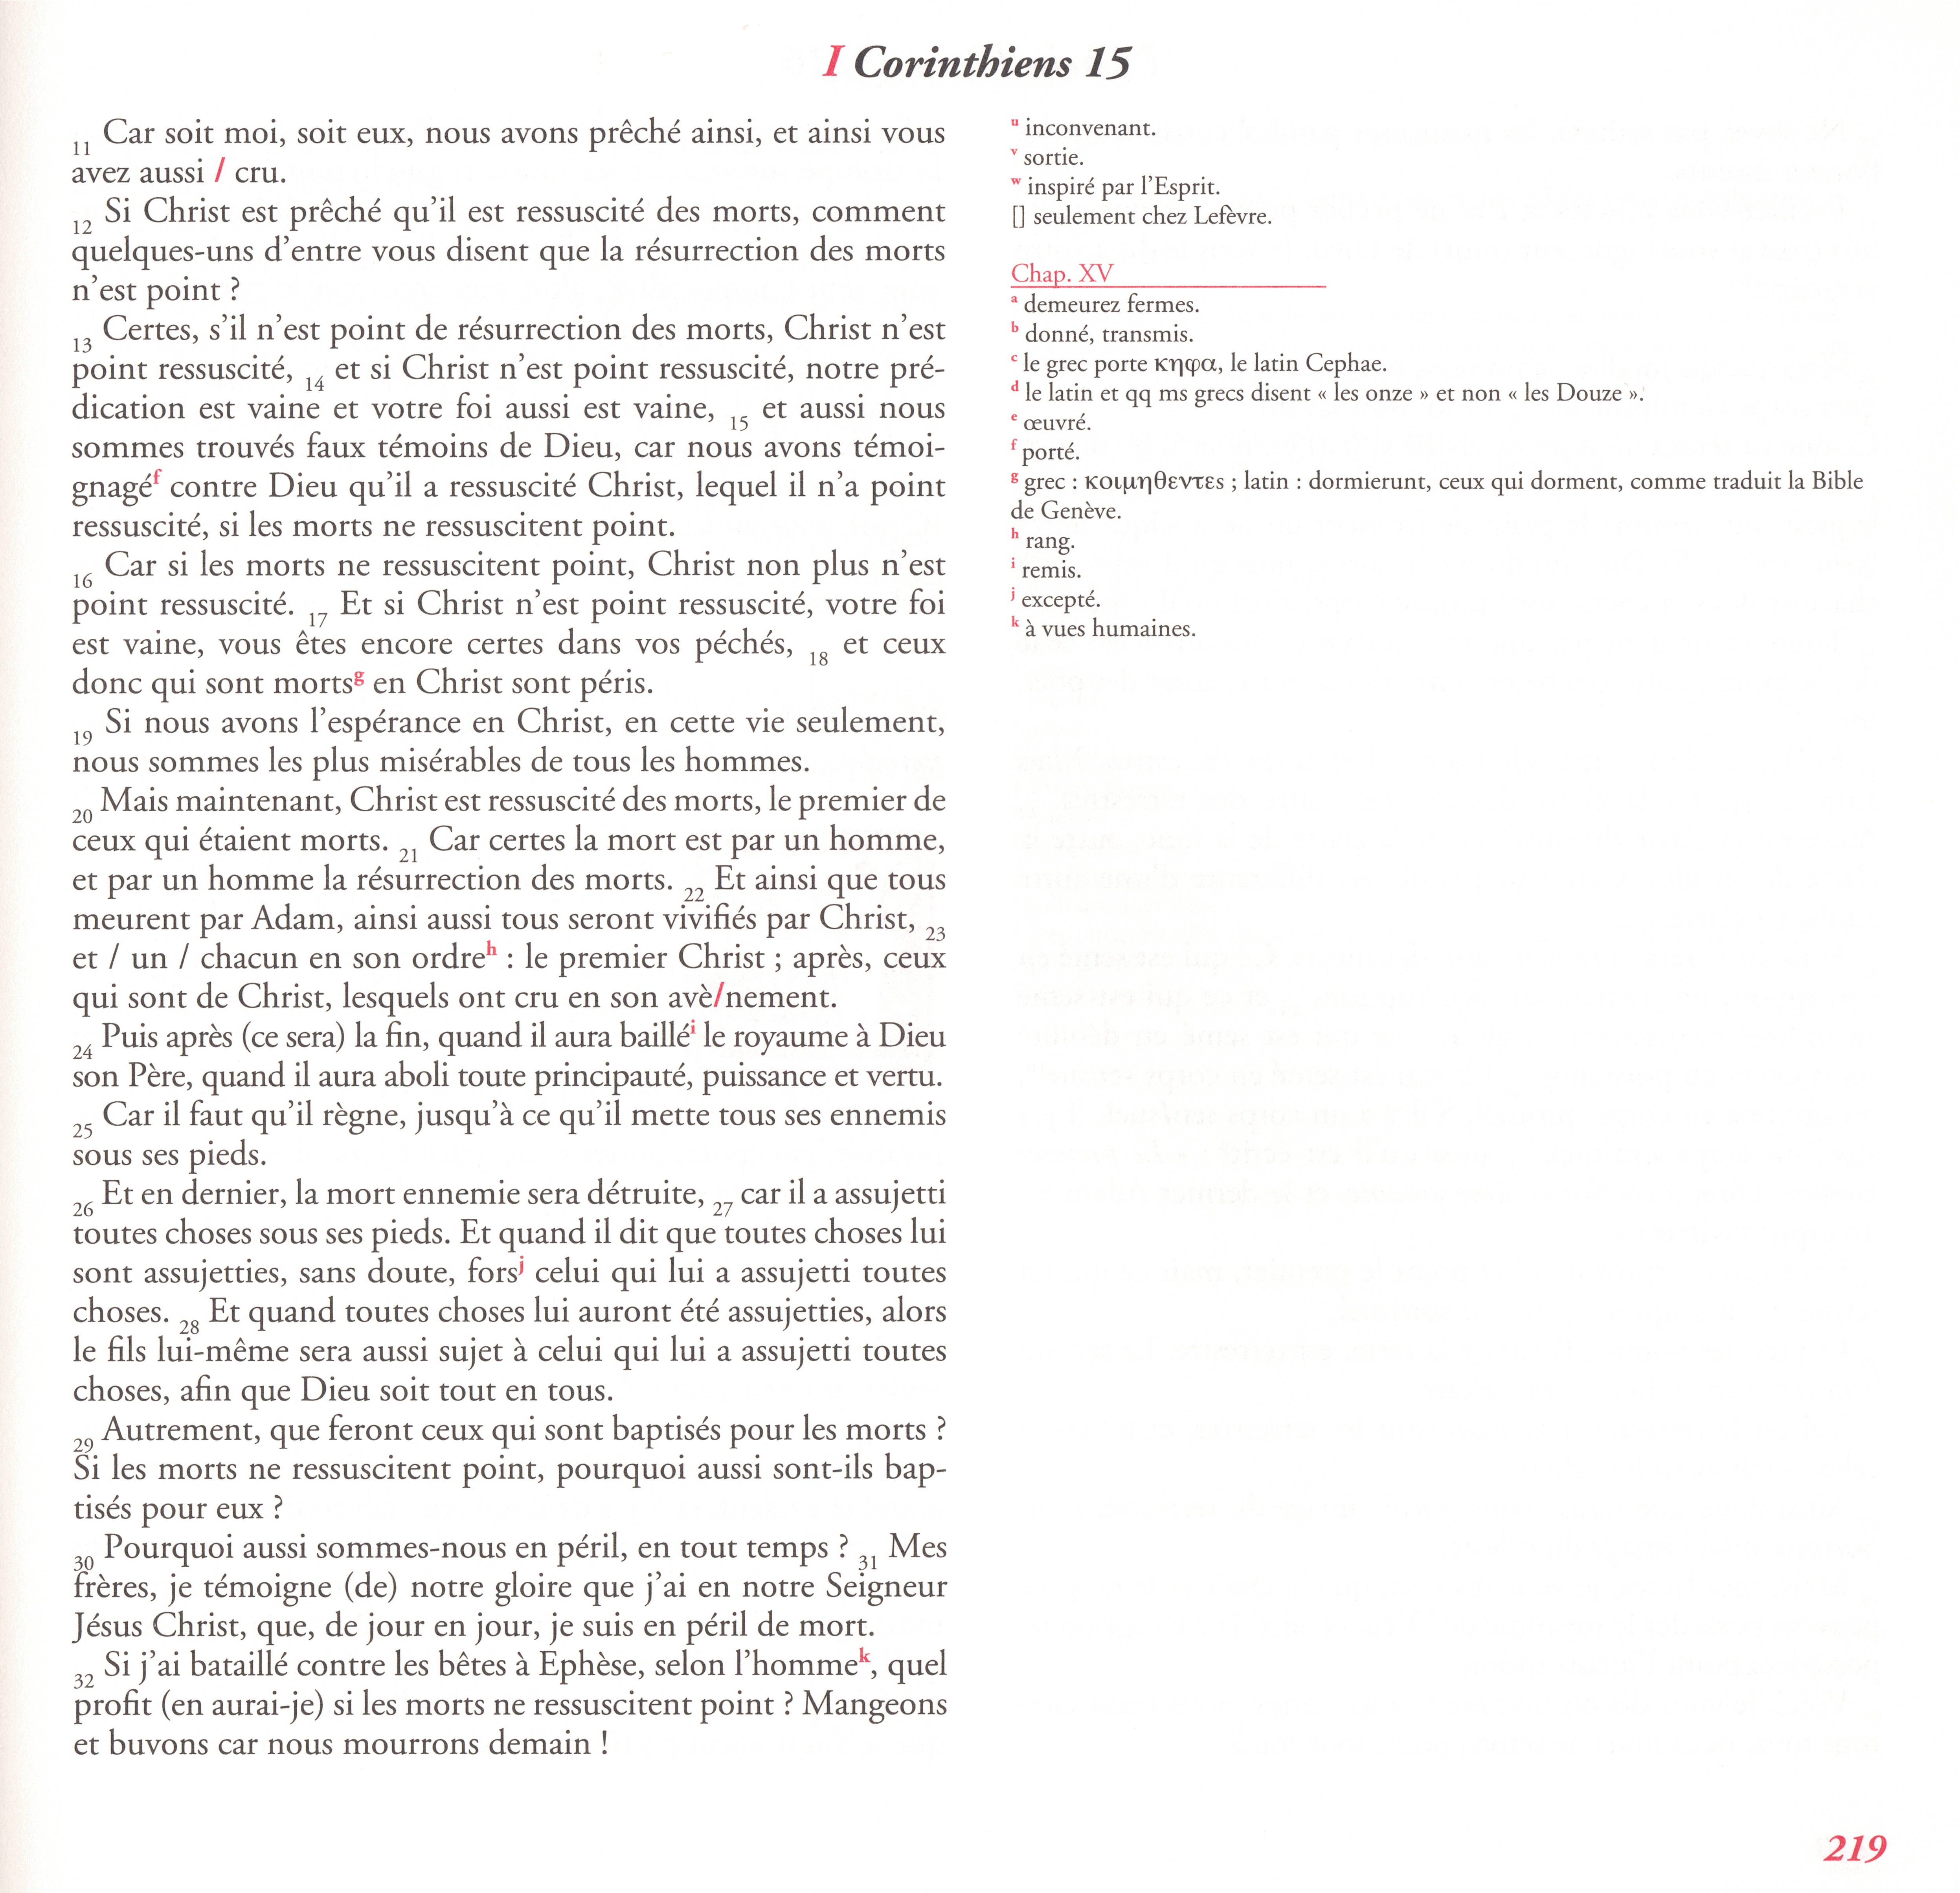 I Corinthiens 15
11 Car soit moi, soit eux, nous avons prêché ainsi, et ainsi vous
avez aussi / cru.
12 Si Christ est prêché qu’il est ressuscité des morts, comment
quelques-uns d’entre vous disent que la résurrection des morts
n’est point ?
13 Certes, s’il n’est point de résurrection des morts, Christ n’est
point ressuscité, 14 et si Christ n’est point ressuscité, notre pré-
dication est vaine et votre foi aussi est vaine, 15 et aussi nous
sommes trouvés faux témoins de Dieu, car nous avons témoi-
gnagéf contre Dieu qu’il a ressuscité Christ, lequel il n’a point
ressuscité, si les morts ne ressuscitent point.
16 Car si les morts ne ressuscitent point, Christ non plus n’est
point ressuscité. 17 Et si Christ n’est point ressuscité, votre foi
est vaine, vous êtes encore certes dans vos péchés, 18 et ceux
donc qui sont mortsg en Christ sont péris.
19 Si nous avons l’espérance en Christ, en cette vie seulement,
nous sommes les plus misérables de tous les hommes.
20 Mais maintenant, Christ est ressuscité des morts, le premier de
ceux qui étaient morts. 21 Car certes la mort est par un homme,
et par un homme la résurrection des morts. 22 Et ainsi que tous
meurent par Adam, ainsi aussi tous seront vivifiés par Christ, 23
et / un / chacun en son ordreh : le premier Christ ; après, ceux
qui sont de Christ, lesquels ont cru en son avè/nement.
24 Puis après (ce sera) la fin, quand il aura bailléi le royaume à Dieu
son Père, quand il aura aboli toute principauté, puissance et vertu.
25 Car il faut qu’il règne, jusqu’à ce qu’il mette tous ses ennemis
sous ses pieds.
26 Et en dernier, la mort ennemie sera détruite, 27 car il a assujetti
toutes choses sous ses pieds. Et quand il dit que toutes choses lui
sont assujetties, sans doute, forsj celui qui lui a assujetti toutes
choses. 28 Et quand toutes choses lui auront été assujetties, alors
le fils lui-même sera aussi sujet à celui qui lui a assujetti toutes
choses, afin que Dieu soit tout en tous.
29 Autrement, que feront ceux qui sont baptisés pour les morts ?
Si les morts ne ressuscitent point, pourquoi aussi sont-ils bap-
tisés pour eux ?
30 Pourquoi aussi sommes-nous en péril, en tout temps ? 31 Mes
frères, je témoigne (de) notre gloire que j’ai en notre Seigneur
Jésus Christ, que, de jour en jour, je suis en péril de mort.
32 Si j’ai bataillé contre les bêtes à Ephèse, selon l’hommek, quel
profit (en aurai-je) si les morts ne ressuscitent point ? Mangeons
et buvons car nous mourrons demain !
u inconvenant.
v sortie.
w inspiré par l’Esprit.
[] seulement chez Lefèvre.
Chap. XV
a demeurez fermes.
b donné, transmis.
c le grec porte κηφα, le latin Cephae.
d le latin et qq ms grecs disent « les onze » et non « les Douze ».
e œuvré.
f porté.
g grec : κοιμηθεντεs ; latin : dormierunt, ceux qui dorment, comme traduit la Bible
de Genève.
h rang.
i remis.
j excepté.
k à vues humaines.
219